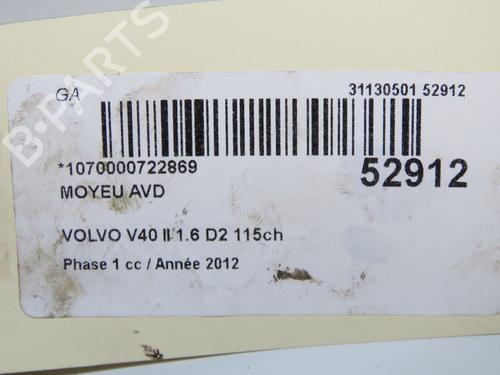 GA
31130501 52912
*1070000722869
52912
MOYEU AVD
VOLVO V40 II 1.6 D2 115ch
Phase 1 cc / Année 2012
B-PARTS